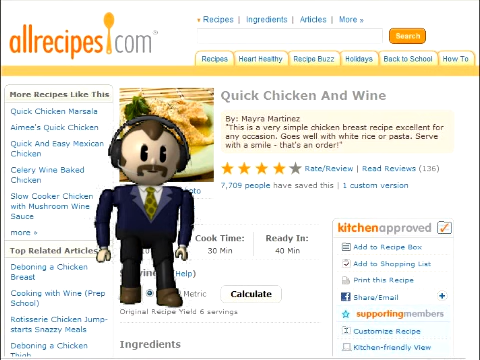 allrecipes.com
Recipes | Ingredients | Articles | More »
Search
Recipes
Heart Healthy
Recipe Buzz
Holidays
Back to School
How To
More Recipes Like This
Quick Chicken Marsala
Aimee's Quick Chicken
Quick And Easy Mexican
Chicken
Celery Wine Baked
Chicken
Slow Cooker Chicken
with Mushroom Wine
Sauce
more »
Top Related Articles
Deboning a Chicken
Breast
Cooking with Wine (Prep
School)
Rotisserie Chicken Jump-
starts Snazzy Meals
Deboning a Chicken
Thigh
Quick Chicken And Wine
By: Mayra Martinez
"This is a very simple chicken breast recipe excellent for
any occasion. Goes well with white rice or pasta. Serve
with a smile - that's an order!"
Rate/Review | Read Reviews (136)
7,709 people have saved this | 1 custom version
Cook Time:
30 Min
Ready In:
40 Min
(Help)
Metric
Calculate
Original Recipe Yield 6 servings
Ingredients
kitchenapproved
Add to Recipe Box
Add to Shopping List
Print this Recipe
Share/Email
supportingmembers
Customize Recipe
Kitchen-friendly View